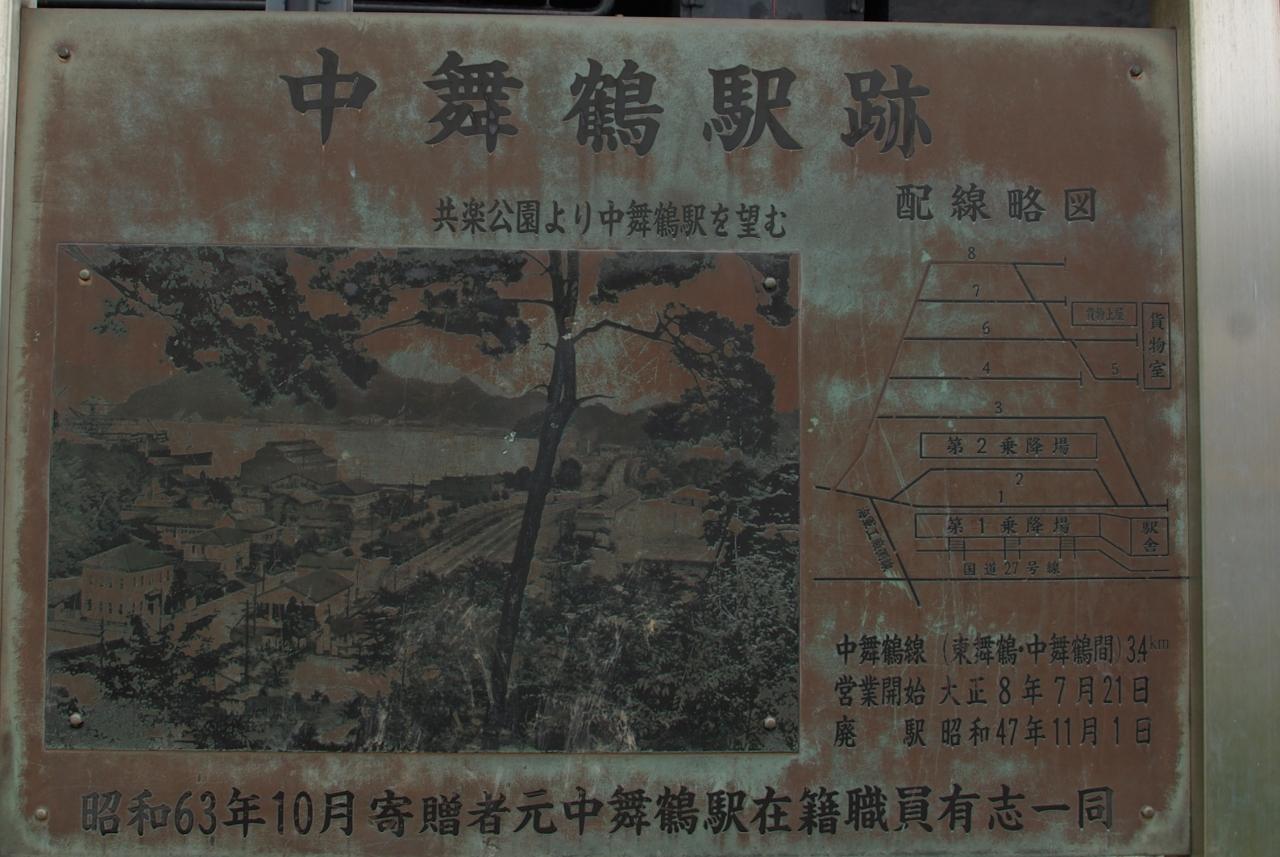 中舞鶴駅跡
共楽公園より中舞鶴駅を望む
配線略図
8
7
貨物上屋
貨物室
6
4
5
3
第2乗降場
2
1
第1乗降場
駅舎
国道27号線
中舞鶴線(東舞鶴・中舞鶴間)3.4km
営業開始 大正8年7月21日
廃 駅 昭和47年11月1日
昭和63年10月寄贈者元中舞鶴駅在籍職員有志一同